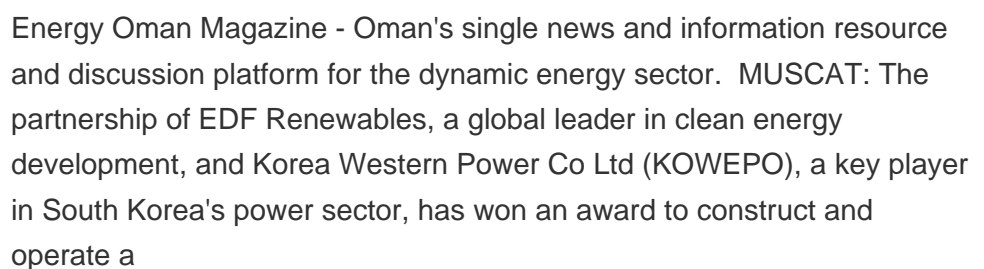 Energy Oman Magazine - Oman's single news and information resource
and discussion platform for the dynamic energy sector.  MUSCAT: The
partnership of EDF Renewables, a global leader in clean energy
development, and Korea Western Power Co Ltd (KOWEPO), a key player
in South Korea's power sector, has won an award to construct and
operate a